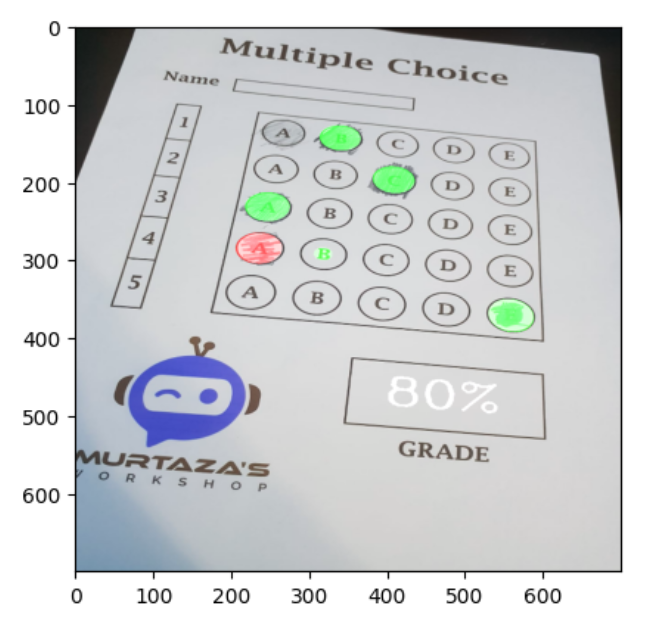 0
Multiple Choice
Name
100
1 A B C D E
2 A B C D E
200
3 A B C D E
4 A B C D E
300
5 A B C D E
400
80%
500
GRADE
MURTAZA'S
WORKSHOP
600
0 100 200 300 400 500 600